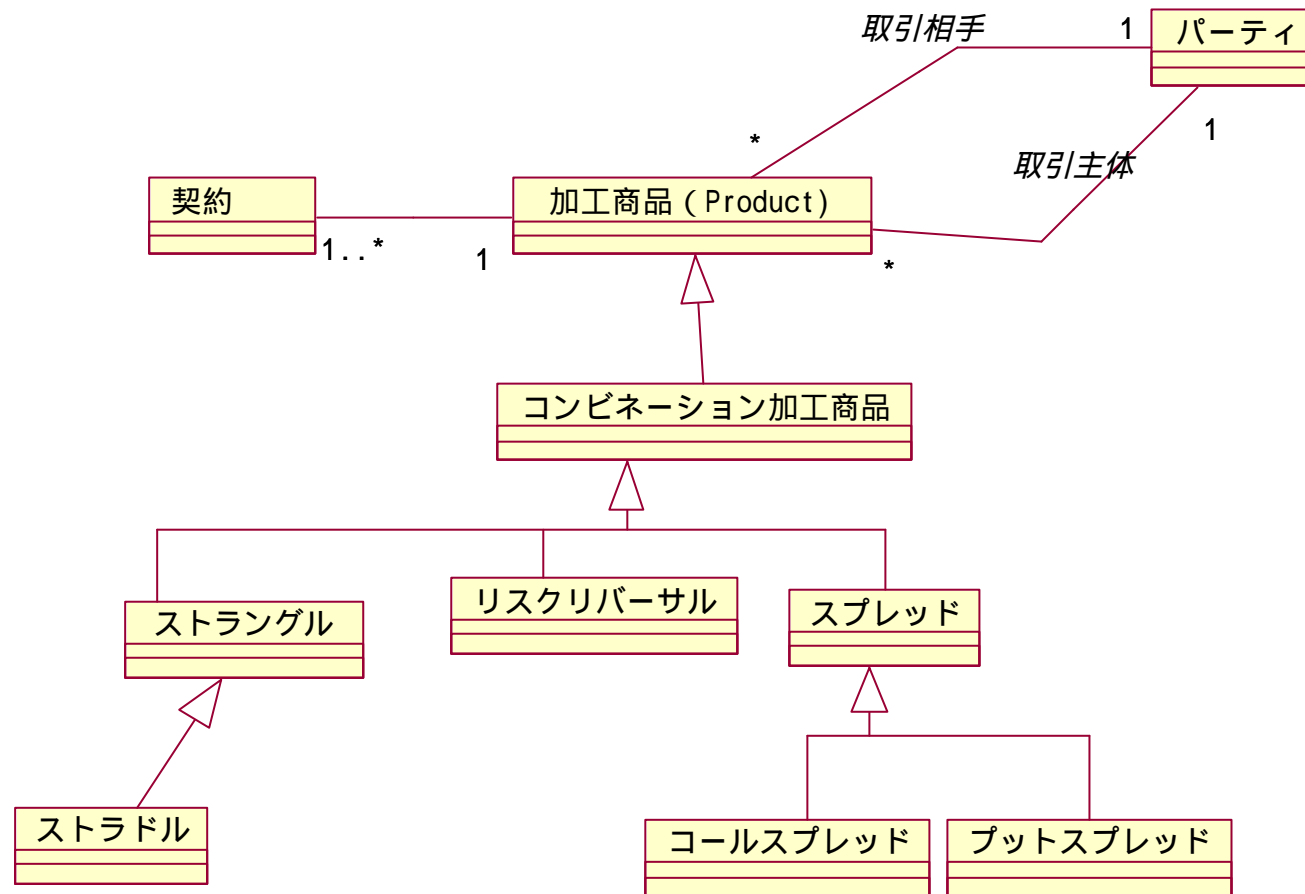 取引相手
1
パーティ
*
1
取引主体
契約
加工商品(Product)
1..*
1
*
コンビネーション加工商品
ストラングル
リスクリバーサル
スプレッド
ストラドル
コールスプレッド
プットスプレッド